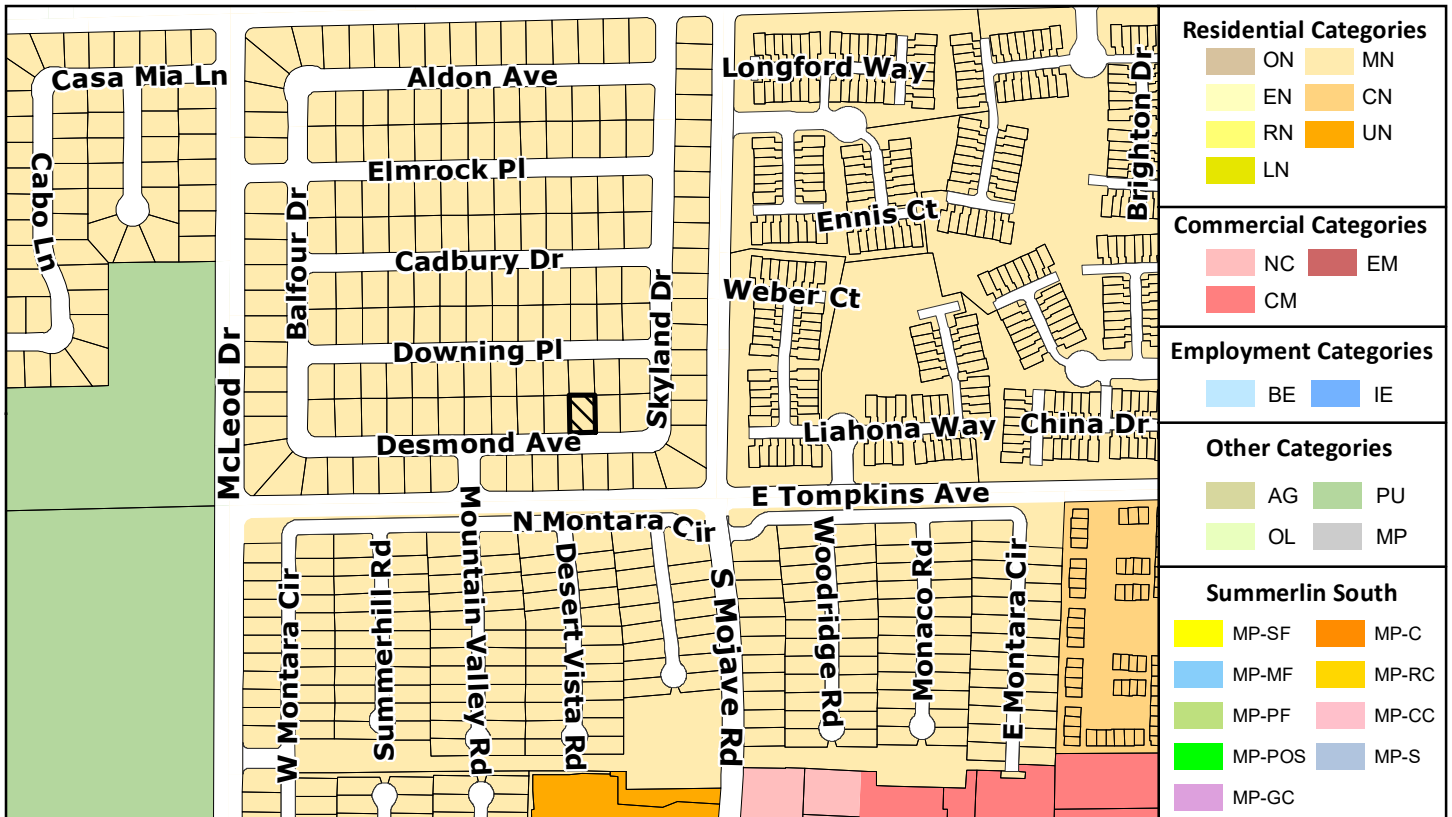 Casa Mia Ln
Aldon Ave
Longford Way
Brighton Dr
Cabo Ln
Elmrock Pl
Balfour Dr
Ennis Ct
Cadbury Dr
Skyland Dr
Weber Ct
McLeod Dr
Downing Pl
Desmond Ave
Liahona Way
China Dr
E Tompkins Ave
N Montara Cir
W Montara Cir
Summerhill Rd
Mountain Valley Rd
Desert Vista Rd
S Mojave Rd
Woodridge Rd
Monaco Rd
E Montara Cir
Residential Categories
ON MN
EN CN
RN UN
LN
Commercial Categories
NC EM
CM
Employment Categories
BE IE
Other Categories
AG PU
OL MP
Summerlin South
MP-SF MP-C
MP-MF MP-RC
MP-PF MP-CC
MP-POS MP-S
MP-GC